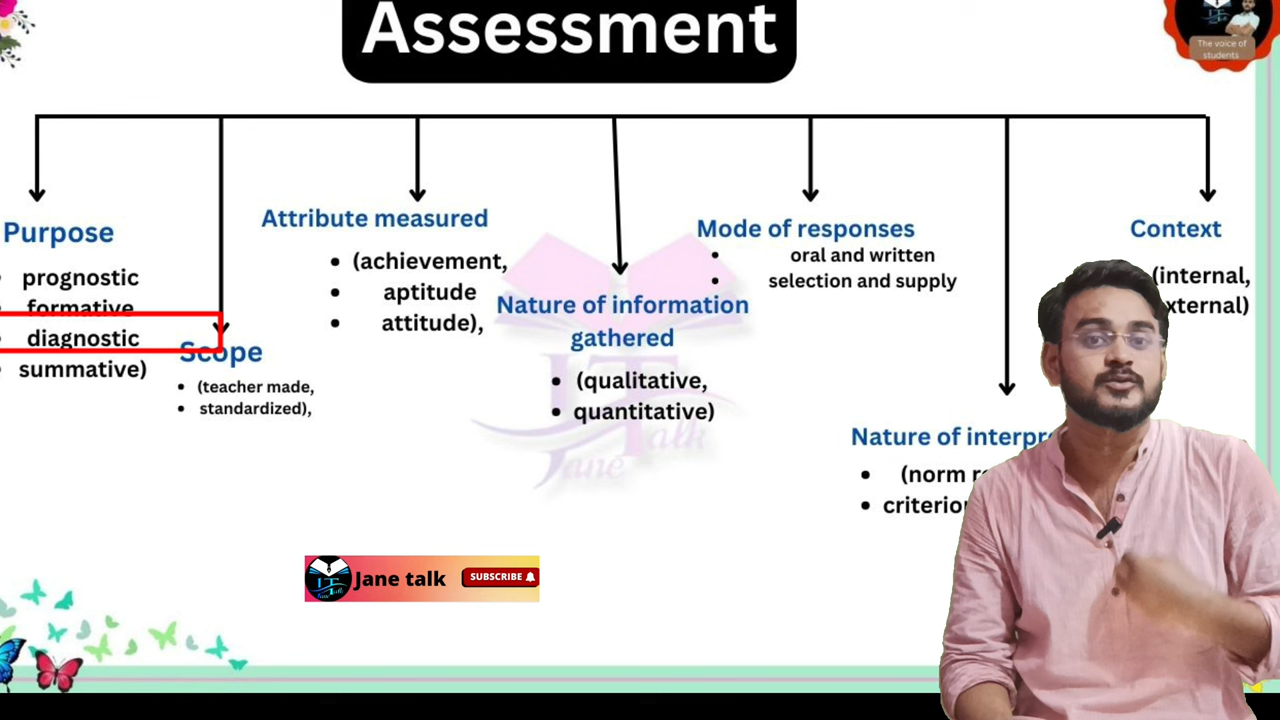 Assessment
The voice of
students
Purpose
prognostic
formative
diagnostic
summative)
Scope
(teacher made,
standardized),
Attribute measured
(achievement,
aptitude
attitude),
Nature of information
gathered
(qualitative,
quantitative)
Mode of responses
oral and written
selection and supply
Nature of
(norm
Context
(internal,
xternal)
Talk
Jane
Jane talk
SUBSCRIBE